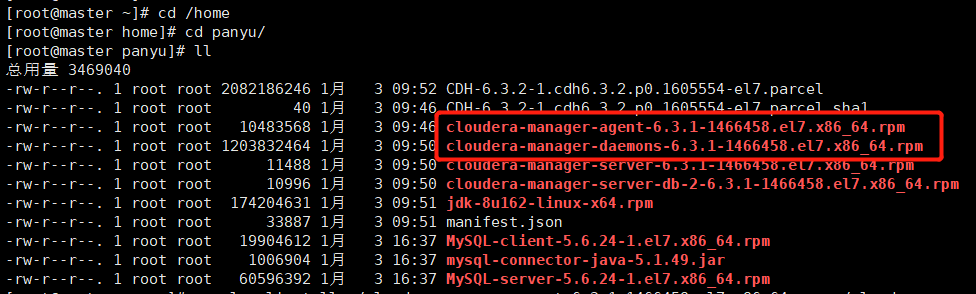 [root@master ~]# cd /home
[root@master home]# cd panyu/
[root@master panyu]# ll
总用量 3469040
-rw-r--r--. 1 root root 2082186246 1月   3 09:52 CDH-6.3.2-1.cdh6.3.2.p0.1605554-el7.parcel
-rw-r--r--. 1 root root         40 1月   3 09:46 CDH-6.3.2-1.cdh6.3.2.p0.1605554-el7.parcel.sha1
-rw-r--r--. 1 root root   10483568 1月   3 09:46 cloudera-manager-agent-6.3.1-1466458.el7.x86_64.rpm
-rw-r--r--. 1 root root 1203832464 1月   3 09:50 cloudera-manager-daemons-6.3.1-1466458.el7.x86_64.rpm
-rw-r--r--. 1 root root      11488 1月   3 09:50 cloudera-manager-server-6.3.1-1466458.el7.x86_64.rpm
-rw-r--r--. 1 root root      10996 1月   3 09:50 cloudera-manager-server-db-2-6.3.1-1466458.el7.x86_64.rpm
-rw-r--r--. 1 root root  174204631 1月   3 09:51 jdk-8u162-linux-x64.rpm
-rw-r--r--. 1 root root      33887 1月   3 09:51 manifest.json
-rw-r--r--. 1 root root   19904612 1月   3 16:37 MySQL-client-5.6.24-1.el7.x86_64.rpm
-rw-r--r--. 1 root root    1006904 1月   3 16:37 mysql-connector-java-5.1.49.jar
-rw-r--r--. 1 root root   60596392 1月   3 16:37 MySQL-server-5.6.24-1.el7.x86_64.rpm